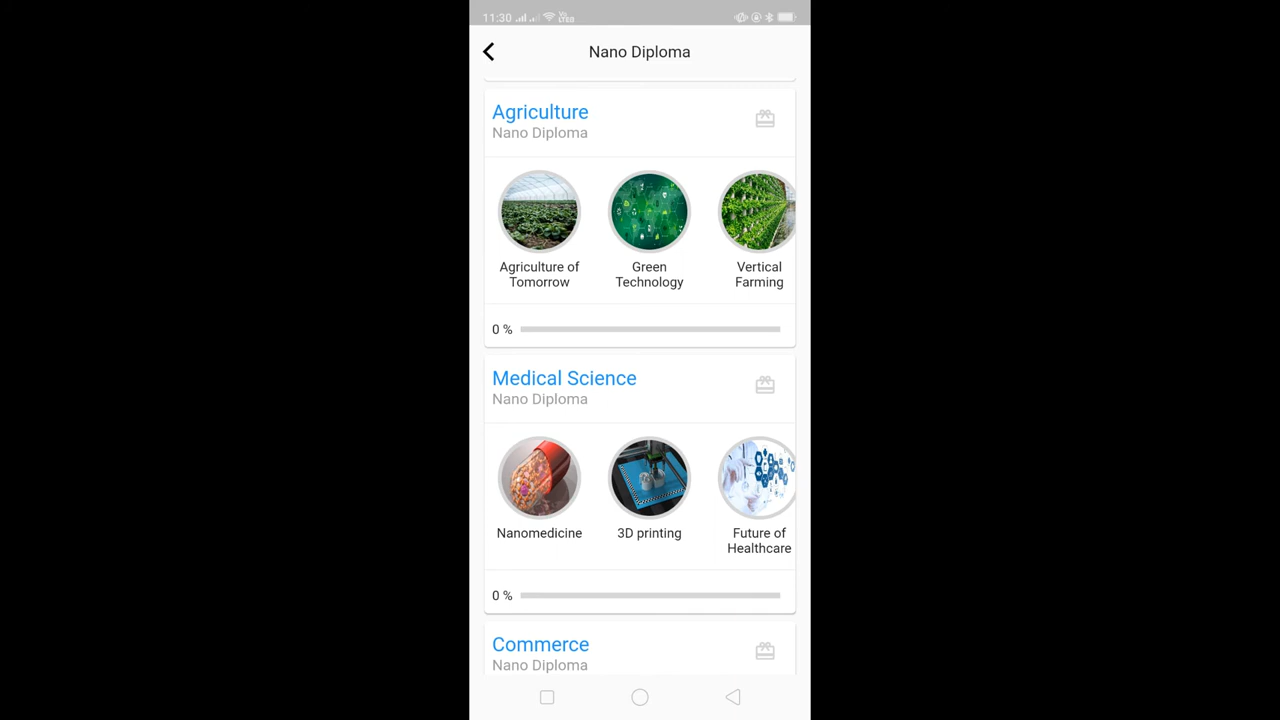 11:30
Nano Diploma
Agriculture
Nano Diploma
Agriculture of
Tomorrow
Green
Technology
Vertical
Farming
0 %
Medical Science
Nano Diploma
Nanomedicine
3D printing
Future of
Healthcare
0 %
Commerce
Nano Diploma